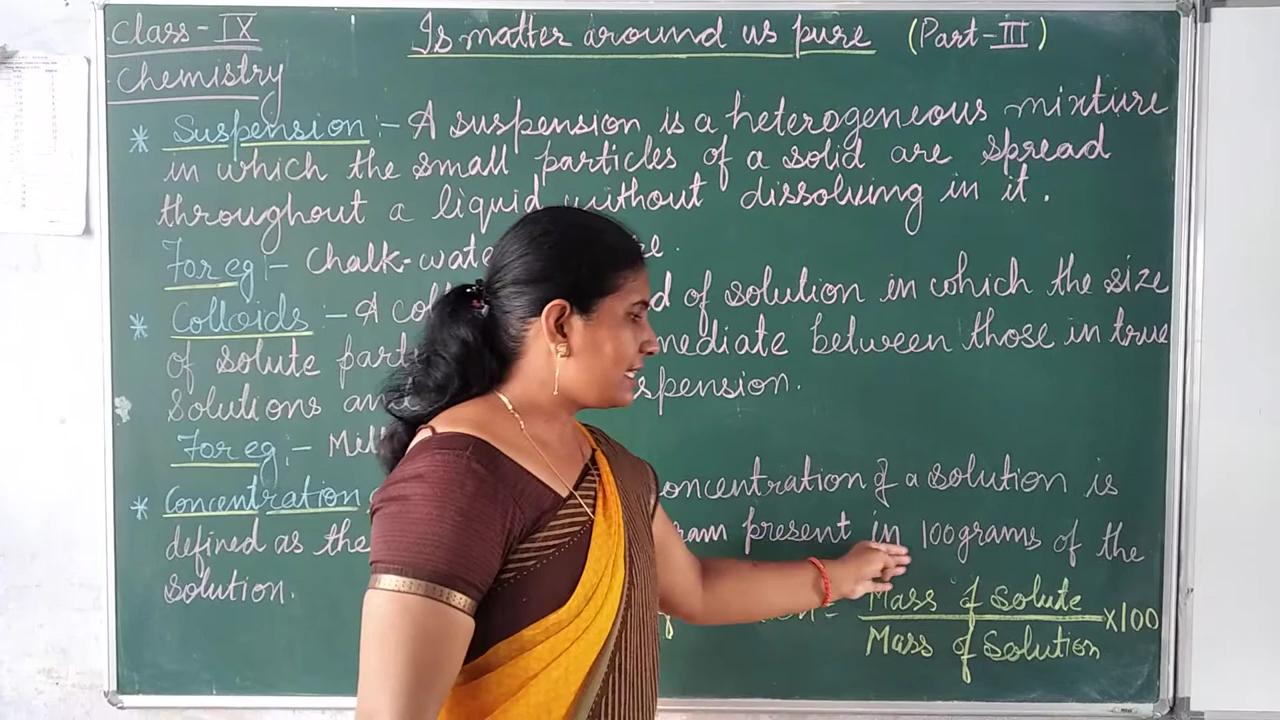 Class - IX
Is matter around us pure (Part-III)
Chemistry
* Suspension :- A suspension is a heterogeneous mixture
in which the small particles of a solid are spread
throughout a liquid without dissolving in it.
For eg:- Chalk-wate
* Colloids :- A col d of solution in which the size
of solute part mediate between those in true
Solutions and spension.
For eg:- Mil
* Concentration oncentration of a solution is
defined as the ram present in 100grams of the
solution.
= Mass of solute
Mass of Solution
×100